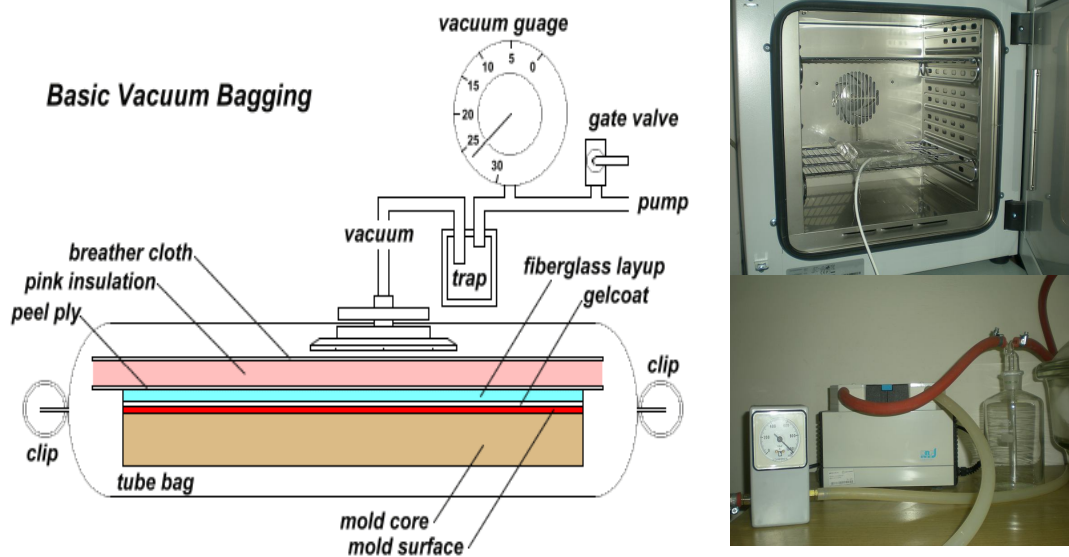 vacuum guage
Basic Vacuum Bagging
0
5
10
15
20
25
30
gate valve
pump
vacuum
trap
breather cloth
pink insulation
peel ply
fiberglass layup
gelcoat
clip
clip
tube bag
mold core
mold surface